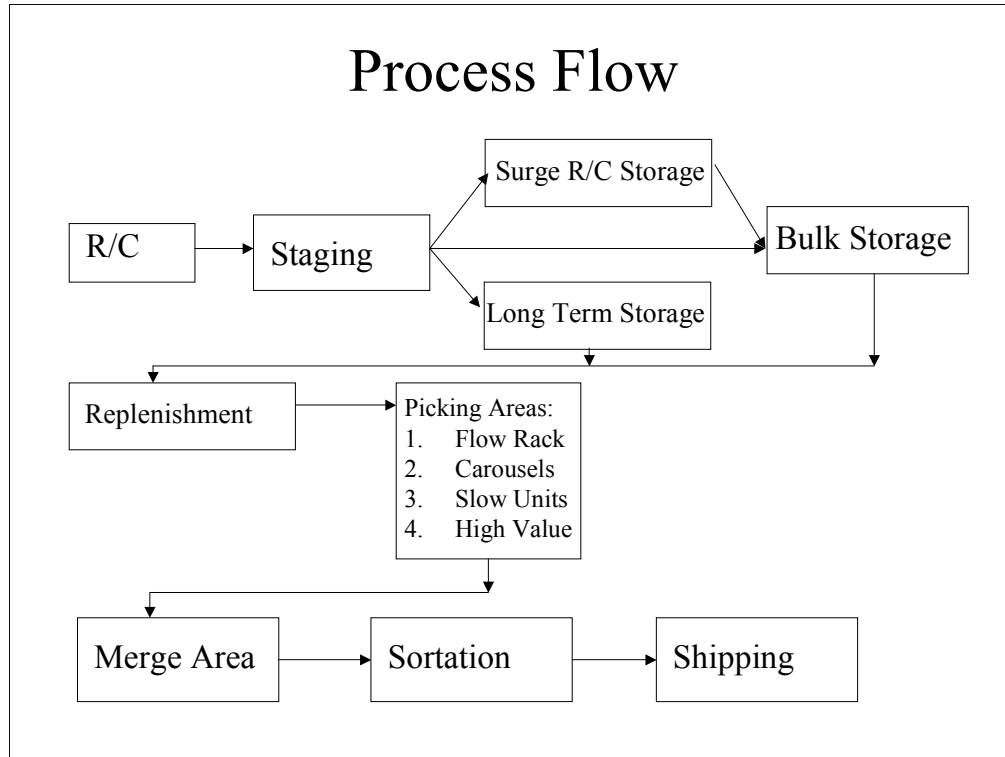 Process Flow
Surge R/C Storage
R/C
Staging
Bulk Storage
Long Term Storage
Replenishment
Picking Areas:
1. Flow Rack
2. Carousels
3. Slow Units
4. High Value
Merge Area
Sortation
Shipping